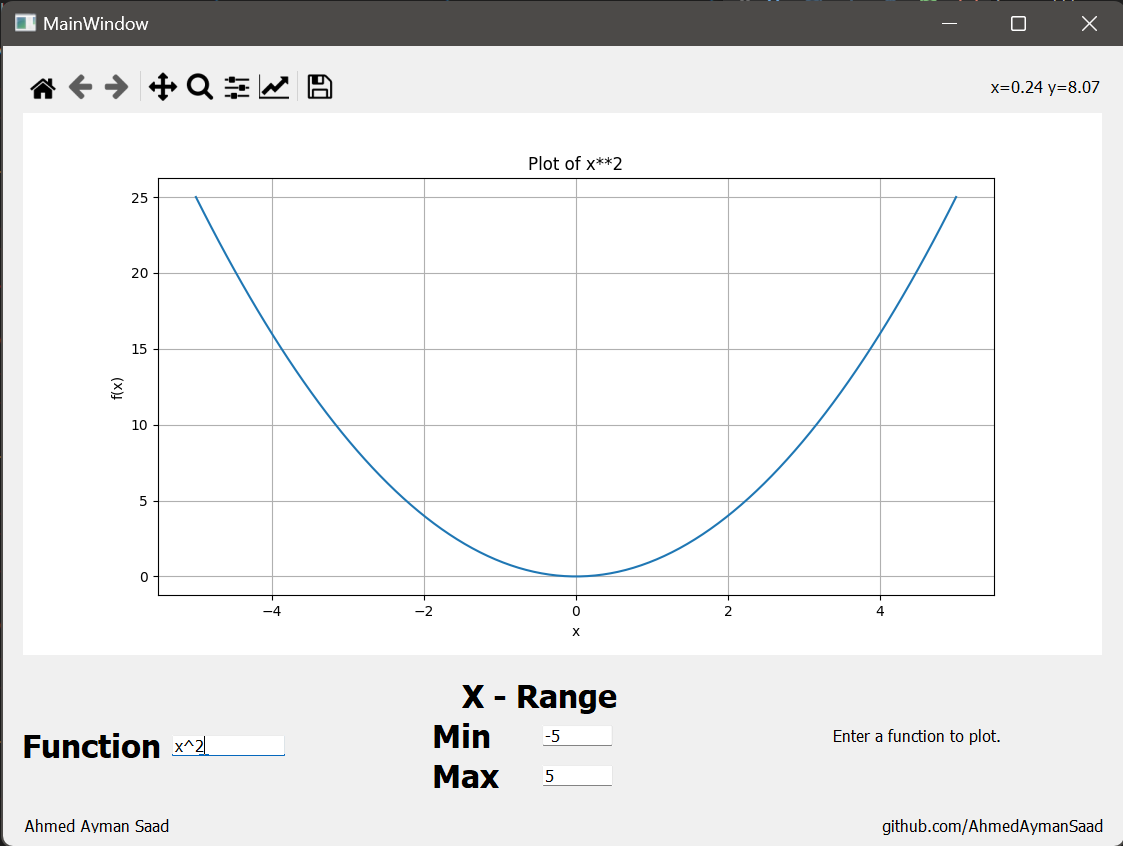 MainWindow
x=0.24 y=8.07
Plot of x**2
25
20
15
10
5
0
f(x)
−4 −2 0 2 4
x
X - Range
Function x^2
Min -5
Max 5
Enter a function to plot.
Ahmed Ayman Saad
github.com/AhmedAymanSaad